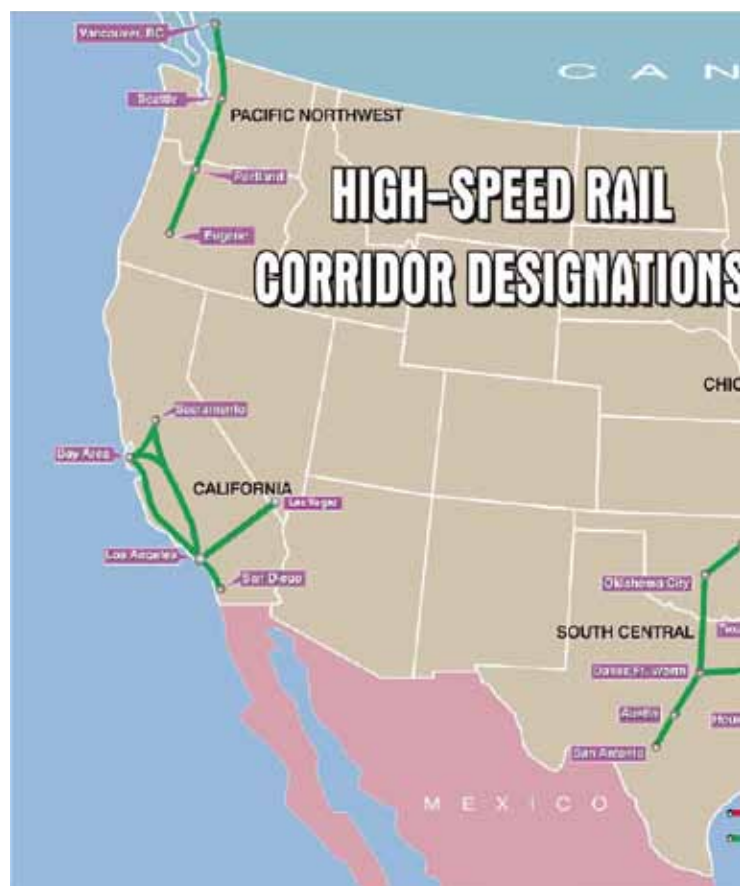 Vancouver, BC
C A N
Seattle
PACIFIC NORTHWEST
Portland
HIGH-SPEED RAIL
Eugene
CORRIDOR DESIGNATIONS
CHIC
Sacramento
Bay Area
CALIFORNIA
Las Vegas
Los Angeles
San Diego
Oklahoma City
SOUTH CENTRAL
Dallas/Ft. Worth
Austin
Hous
San Antonio
M E X I C O